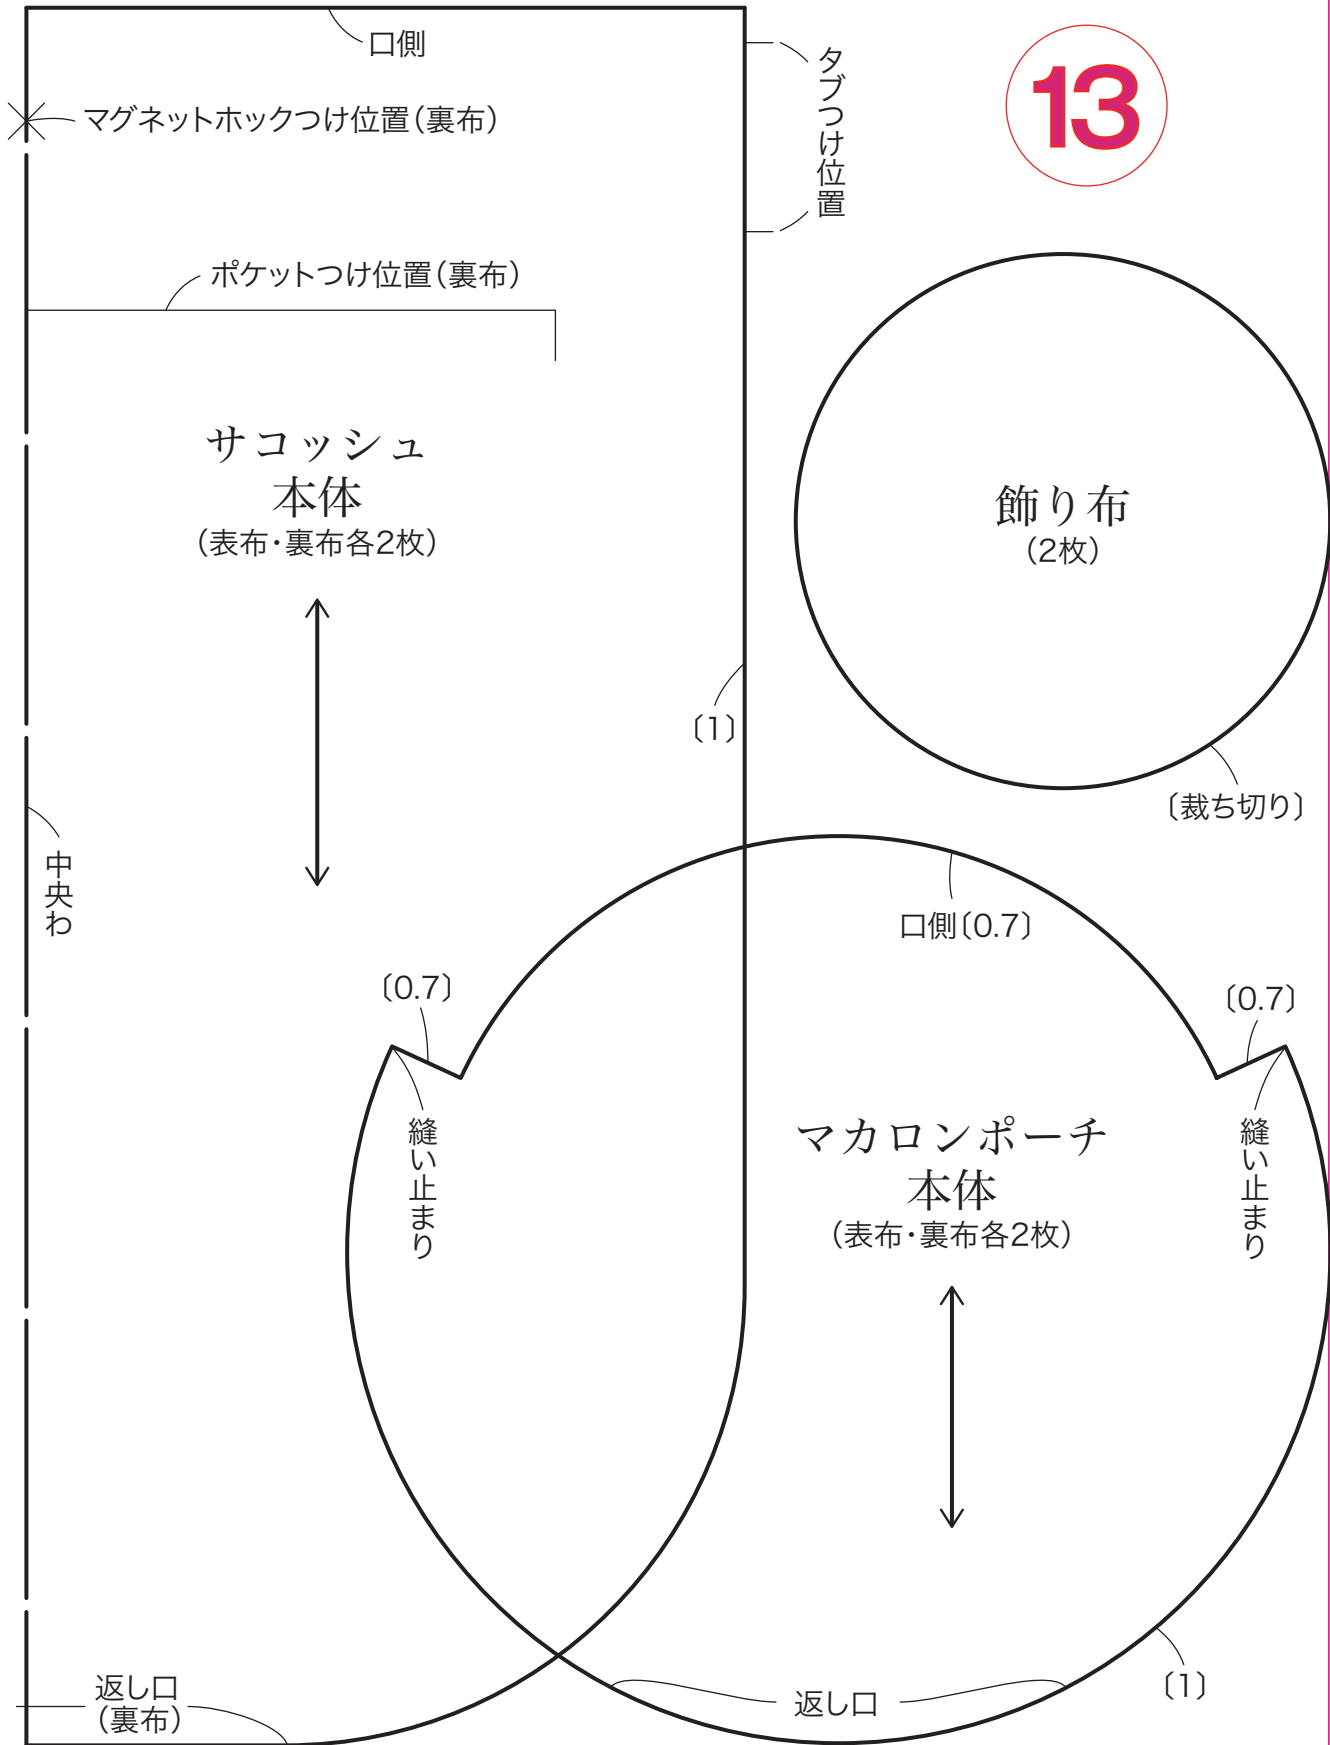 口側
マグネットホックつけ位置(裏布)
タブつけ位置
13
ポケットつけ位置(裏布)
サコッシュ
本体
(表布・裏布各2枚)
飾り布
(2枚)
〔1〕
〔裁ち切り〕
中央わ
口側〔0.7〕
〔0.7〕
〔0.7〕
縫い止まり
マカロンポーチ
本体
(表布・裏布各2枚)
縫い止まり
返し口
(裏布)
返し口
〔1〕